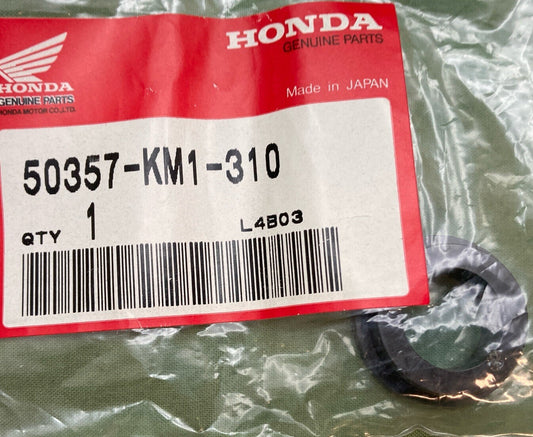 HONDA
GENUINE PARTS
HONDA MOTOR CO.,LTD.
HONDA
GENUINE PARTS
Made in JAPAN
50357-KM1-310
QTY 1 L4B03